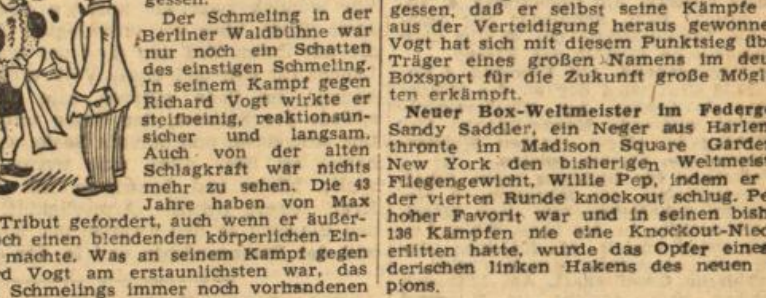 gessen.
Der Schmeling in der
Berliner Waldbühne war
nur noch ein Schatten
des einstigen Schmeling.
In seinem Kampf gegen
Richard Vogt wirkte er
steifbeinig, reaktionsun-
sicher und langsam.
Auch von der alten
Schlagkraft war nichts
mehr zu sehen. Die 43
Jahre haben von Max
Tribut gefordert, auch wenn er äußer-
ch einen blendenden körperlichen Ein-
machte. Was an seinem Kampf gegen
rd Vogt am erstaunlichsten war, das
Schmelings immer noch vorhandenen
gessen, daß er selbst seine Kämpfe
aus der Verteidigung heraus gewonne
Vogt hat sich mit diesem Punktsieg üb
Träger eines großen Namens im deu
Boxsport für die Zukunft große Mögl
ten erkämpft.
Neuer Box-Weltmeister im Federge
Sandy Saddler, ein Neger aus Harlem
thronte im Madison Square Garde
New York den bisherigen Weltmeist
Fliegengewicht, Willie Pep, indem er
der vierten Runde knockout schlug. Pe
hoher Favorit war und in seinen bish
136 Kämpfen nie eine Knockout-Nied
erlitten hatte, wurde das Opfer eines
derischen linken Hakens des neuen
pions.